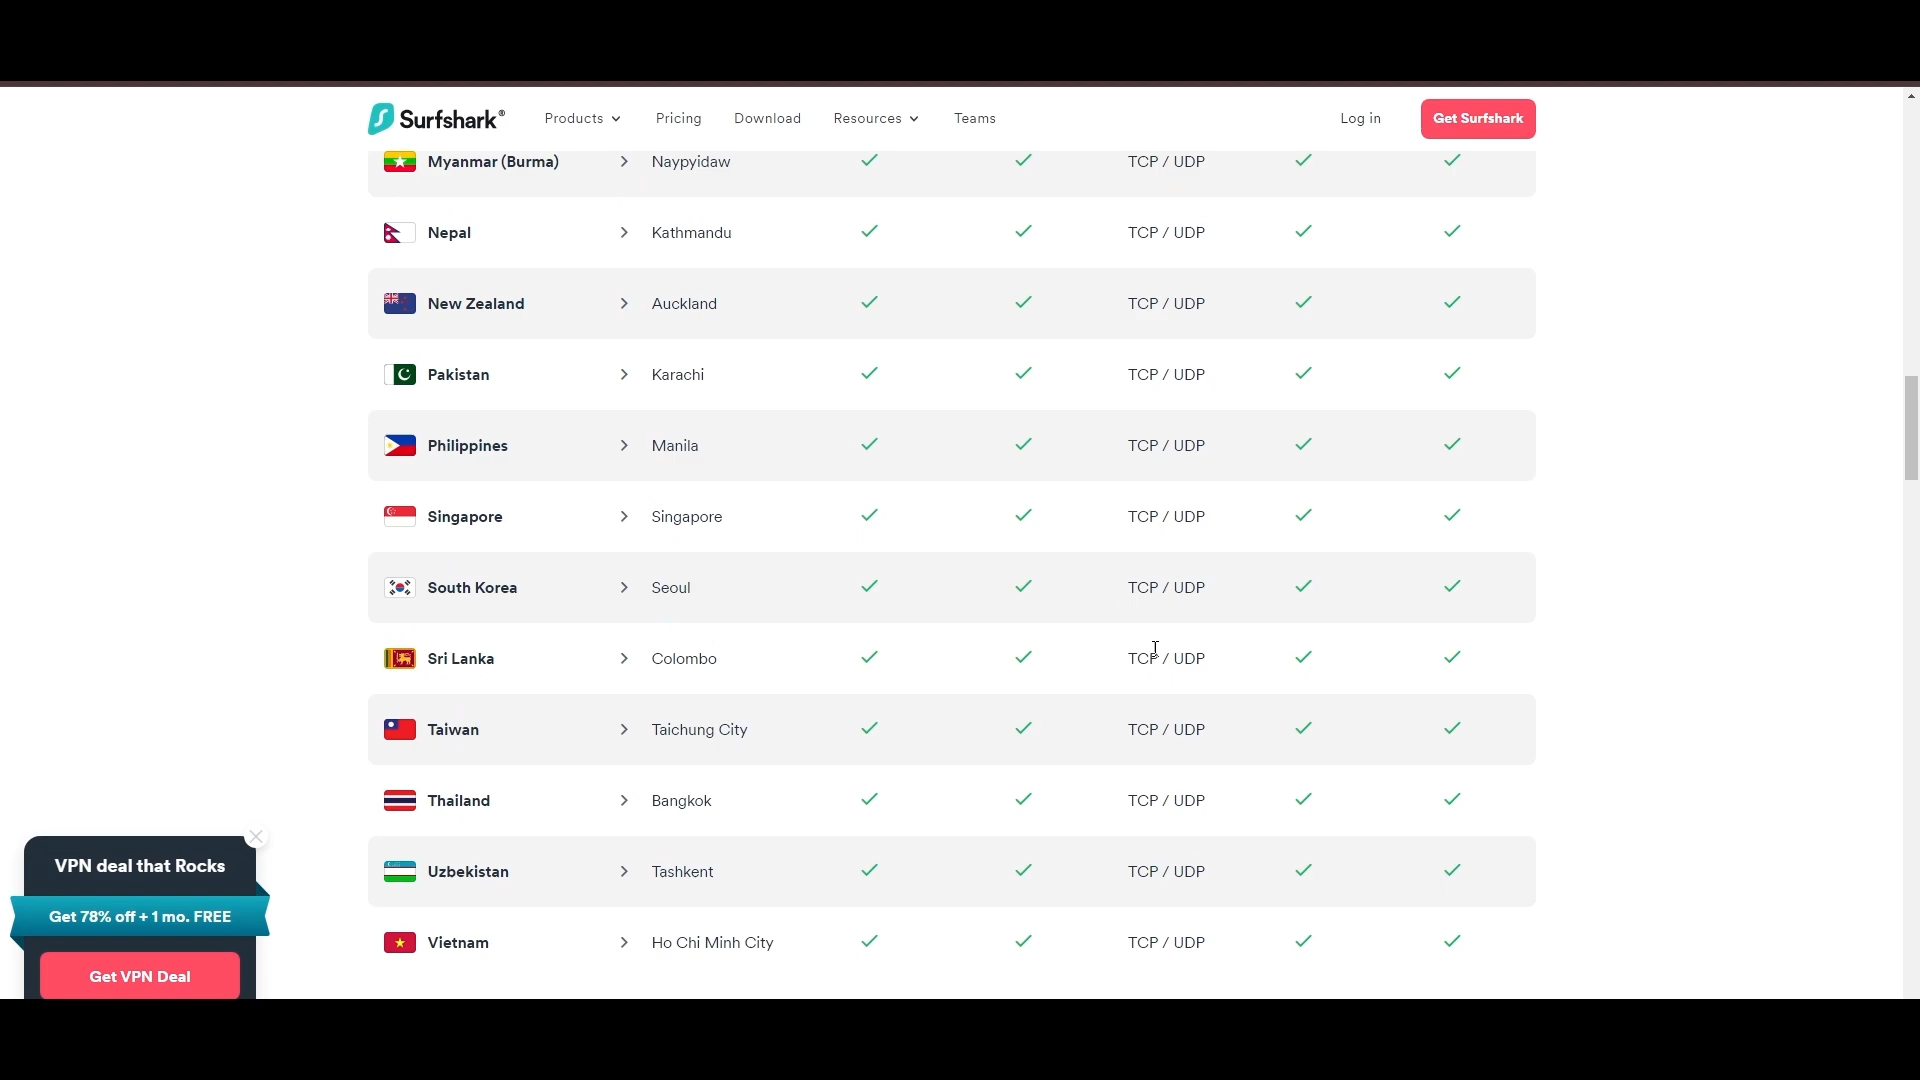 Surfshark® Products Pricing Download Resources Teams Log in Get Surfshark
Myanmar (Burma) Naypyidaw TCP / UDP
Nepal Kathmandu TCP / UDP
New Zealand Auckland TCP / UDP
Pakistan Karachi TCP / UDP
Philippines Manila TCP / UDP
Singapore Singapore TCP / UDP
South Korea Seoul TCP / UDP
Sri Lanka Colombo TCP / UDP
Taiwan Taichung City TCP / UDP
Thailand Bangkok TCP / UDP
Uzbekistan Tashkent TCP / UDP
Vietnam Ho Chi Minh City TCP / UDP
VPN deal that Rocks
Get 78% off + 1 mo. FREE
Get VPN Deal